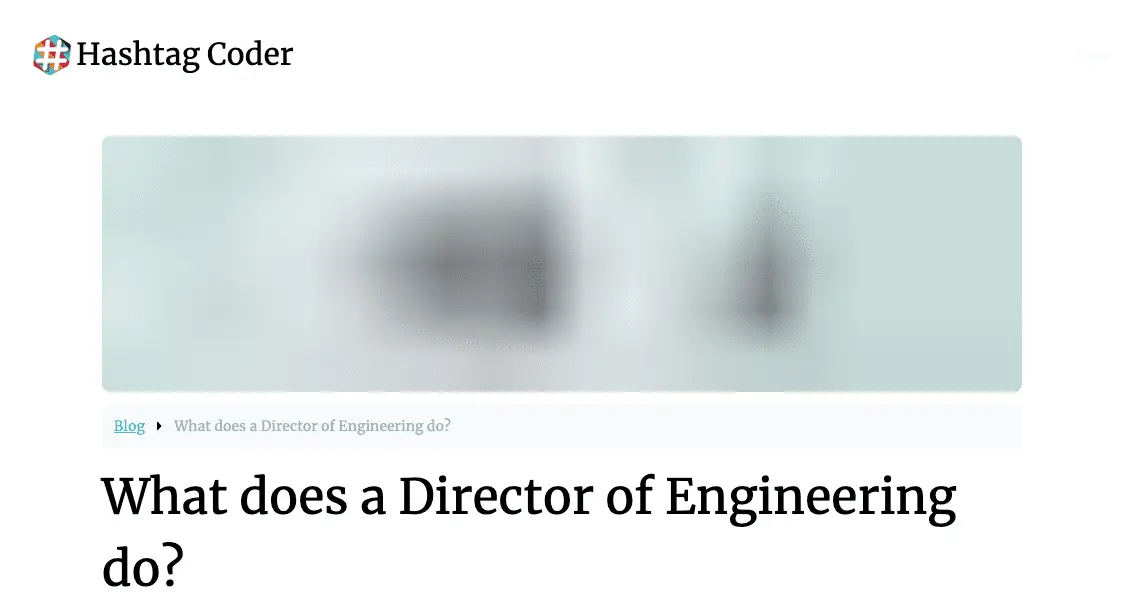 Hashtag Coder
Blog What does a Director of Engineering do?
What does a Director of Engineering
do?